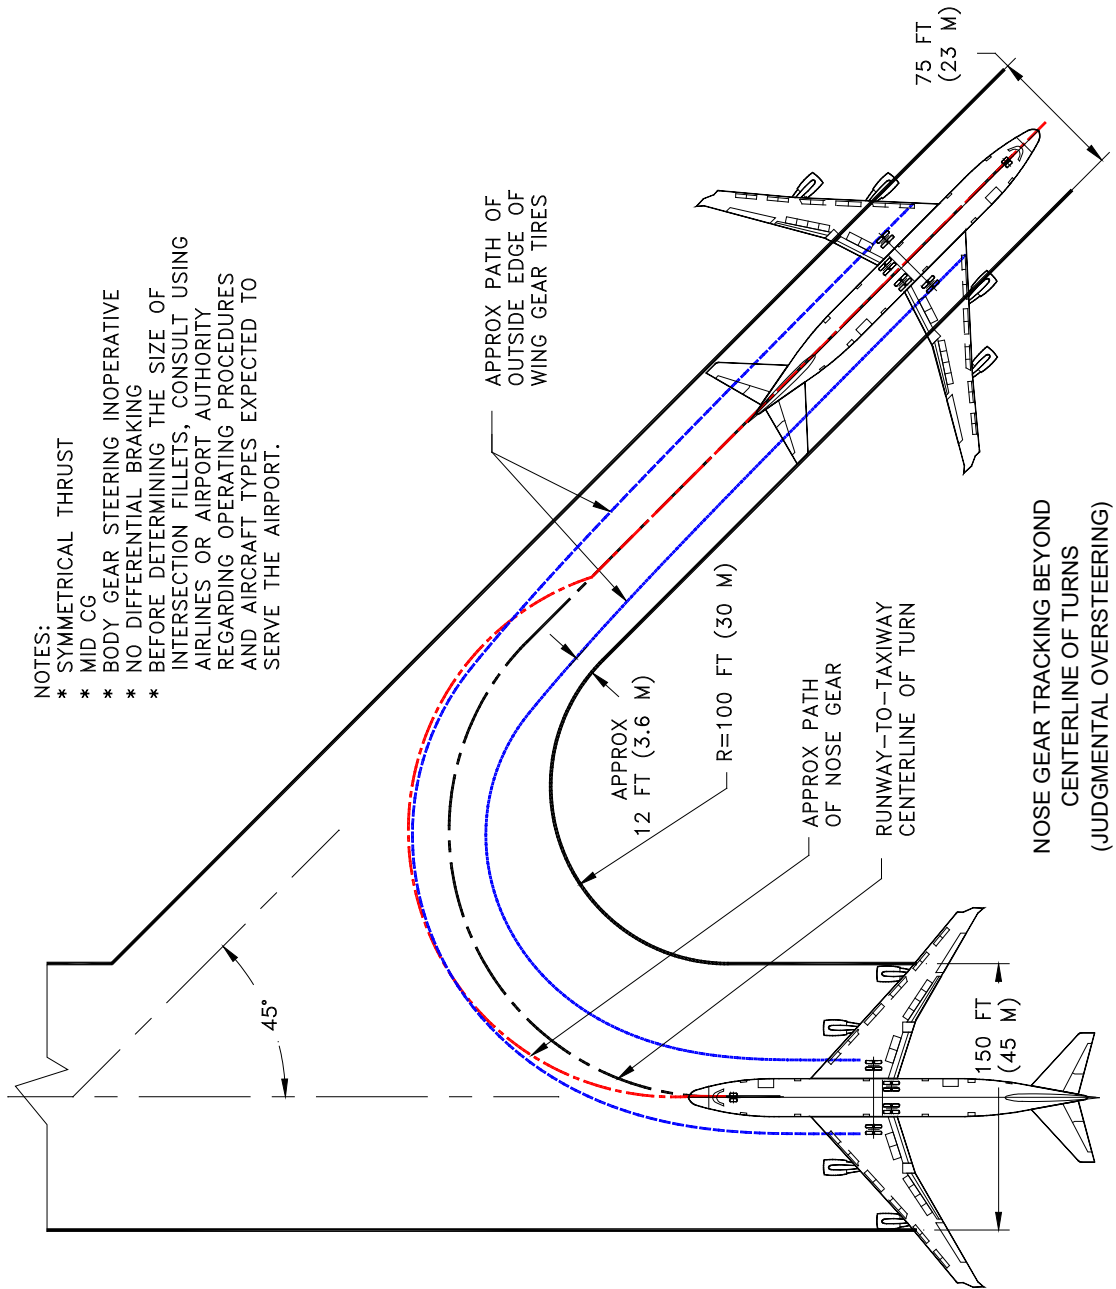 NOTES:
* SYMMETRICAL THRUST
* MID CG
* BODY GEAR STEERING INOPERATIVE
* NO DIFFERENTIAL BRAKING
* BEFORE DETERMINING THE SIZE OF
INTERSECTION FILLETS, CONSULT USING
AIRLINES OR AIRPORT AUTHORITY
REGARDING OPERATING PROCEDURES
AND AIRCRAFT TYPES EXPECTED TO
SERVE THE AIRPORT.
75 FT
(23 M)
APPROX PATH OF
OUTSIDE EDGE OF
WING GEAR TIRES
45°
APPROX
12 FT (3.6 M)
R=100 FT (30 M)
APPROX PATH
OF NOSE GEAR
RUNWAY-TO-TAXIWAY
CENTERLINE OF TURN
150 FT
(45 M)
NOSE GEAR TRACKING BEYOND
CENTERLINE OF TURNS
(JUDGMENTAL OVERSTEERING)